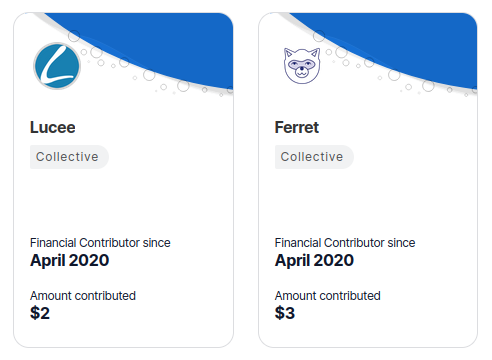 Lucee
Collective
Financial Contributor since
April 2020
Amount contributed
$2
Ferret
Collective
Financial Contributor since
April 2020
Amount contributed
$3